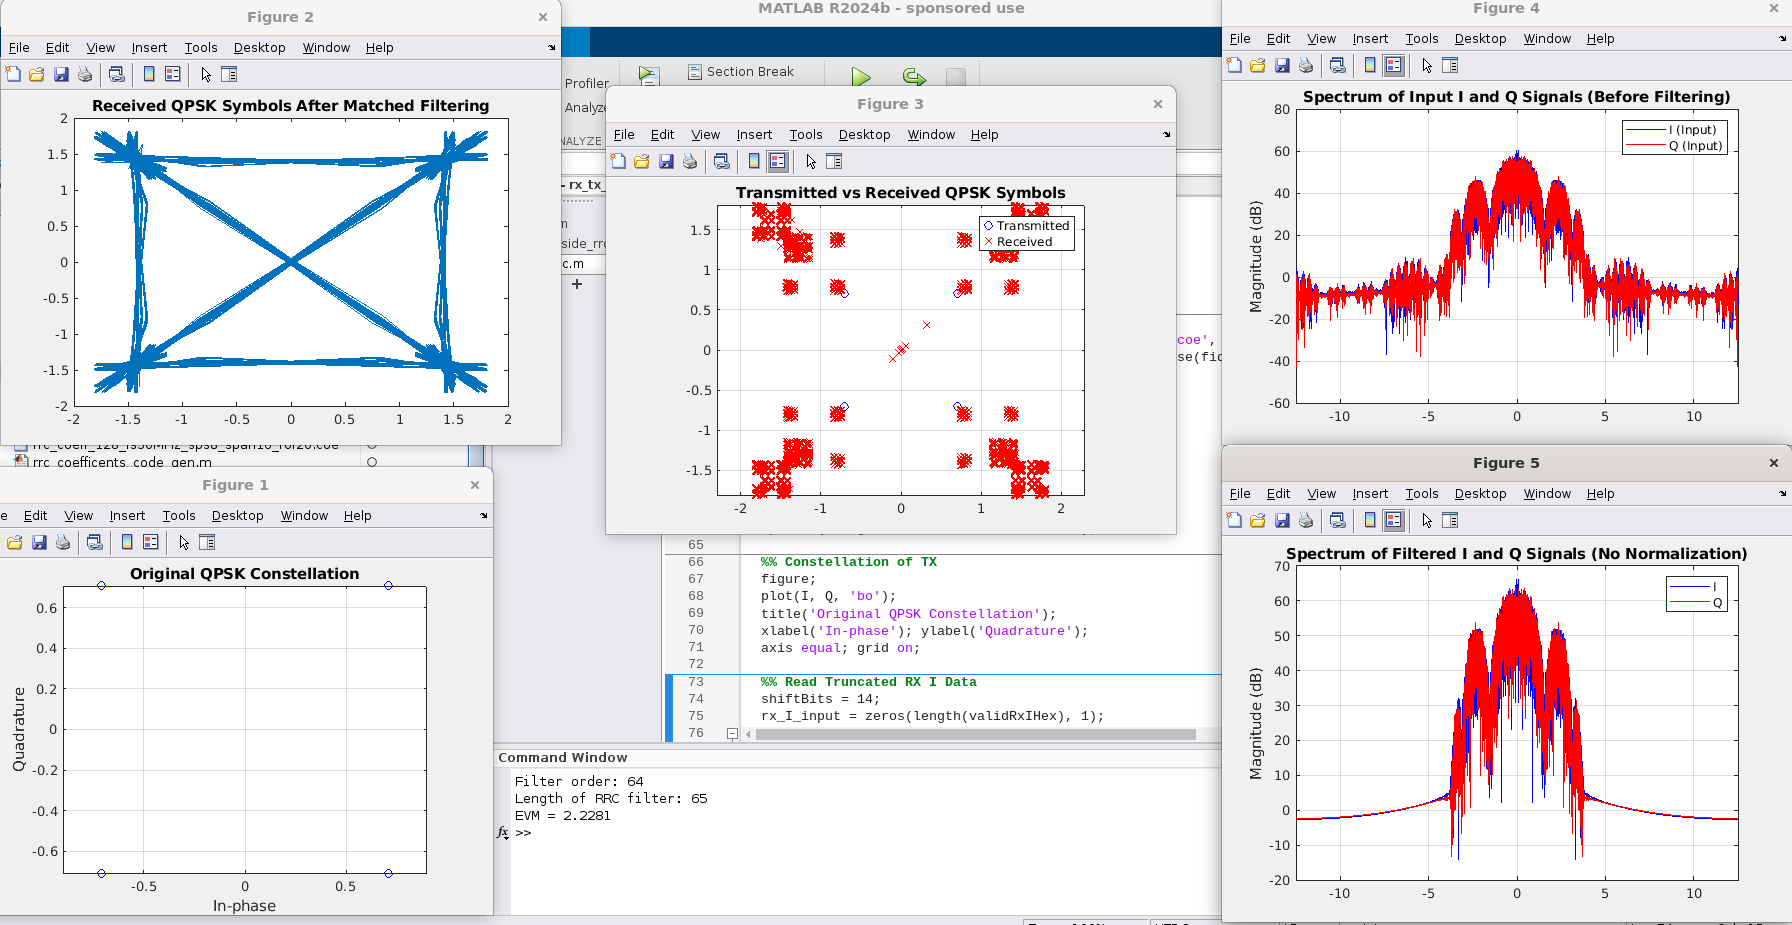 MATLAB R2024b - sponsored use
Profiler
Analyze
NALYZE
Section Break
- rx_tx_
m
side_rrc
c.m
+
coe',
se(fid
Figure 2
File Edit View Insert Tools Desktop Window Help
Received QPSK Symbols After Matched Filtering
2
1.5
1
0.5
0
-0.5
-1
-1.5
-2
-2 -1.5 -1 -0.5 0 0.5 1 1.5 2
rrc_coeff_128_fs50MHz_sps8_span16_rof20.coe
rrc_coefficents_code_gen.m
Figure 1
e Edit View Insert Tools Desktop Window Help
Original QPSK Constellation
0.6
0.4
0.2
0
-0.2
-0.4
-0.6
Quadrature
-0.5 0 0.5
In-phase
Figure 3
File Edit View Insert Tools Desktop Window Help
Transmitted vs Received QPSK Symbols
Transmitted
Received
1.5
1
0.5
0
-0.5
-1
-1.5
-2 -1 0 1 2
65
66 %% Constellation of TX
67 figure;
68 plot(I, Q, 'bo');
69 title('Original QPSK Constellation');
70 xlabel('In-phase'); ylabel('Quadrature');
71 axis equal; grid on;
72
73 %% Read Truncated RX I Data
74 shiftBits = 14;
75 rx_I_input = zeros(length(validRxIHex), 1);
76
Command Window
Filter order: 64
Length of RRC filter: 65
EVM = 2.2281
fx >>
Figure 4
File Edit View Insert Tools Desktop Window Help
Spectrum of Input I and Q Signals (Before Filtering)
I (Input)
Q (Input)
80
60
40
20
0
-20
-40
-60
Magnitude (dB)
-10 -5 0 5 10
Figure 5
File Edit View Insert Tools Desktop Window Help
Spectrum of Filtered I and Q Signals (No Normalization)
I
Q
70
60
50
40
30
20
10
0
-10
-20
Magnitude (dB)
-10 -5 0 5 10